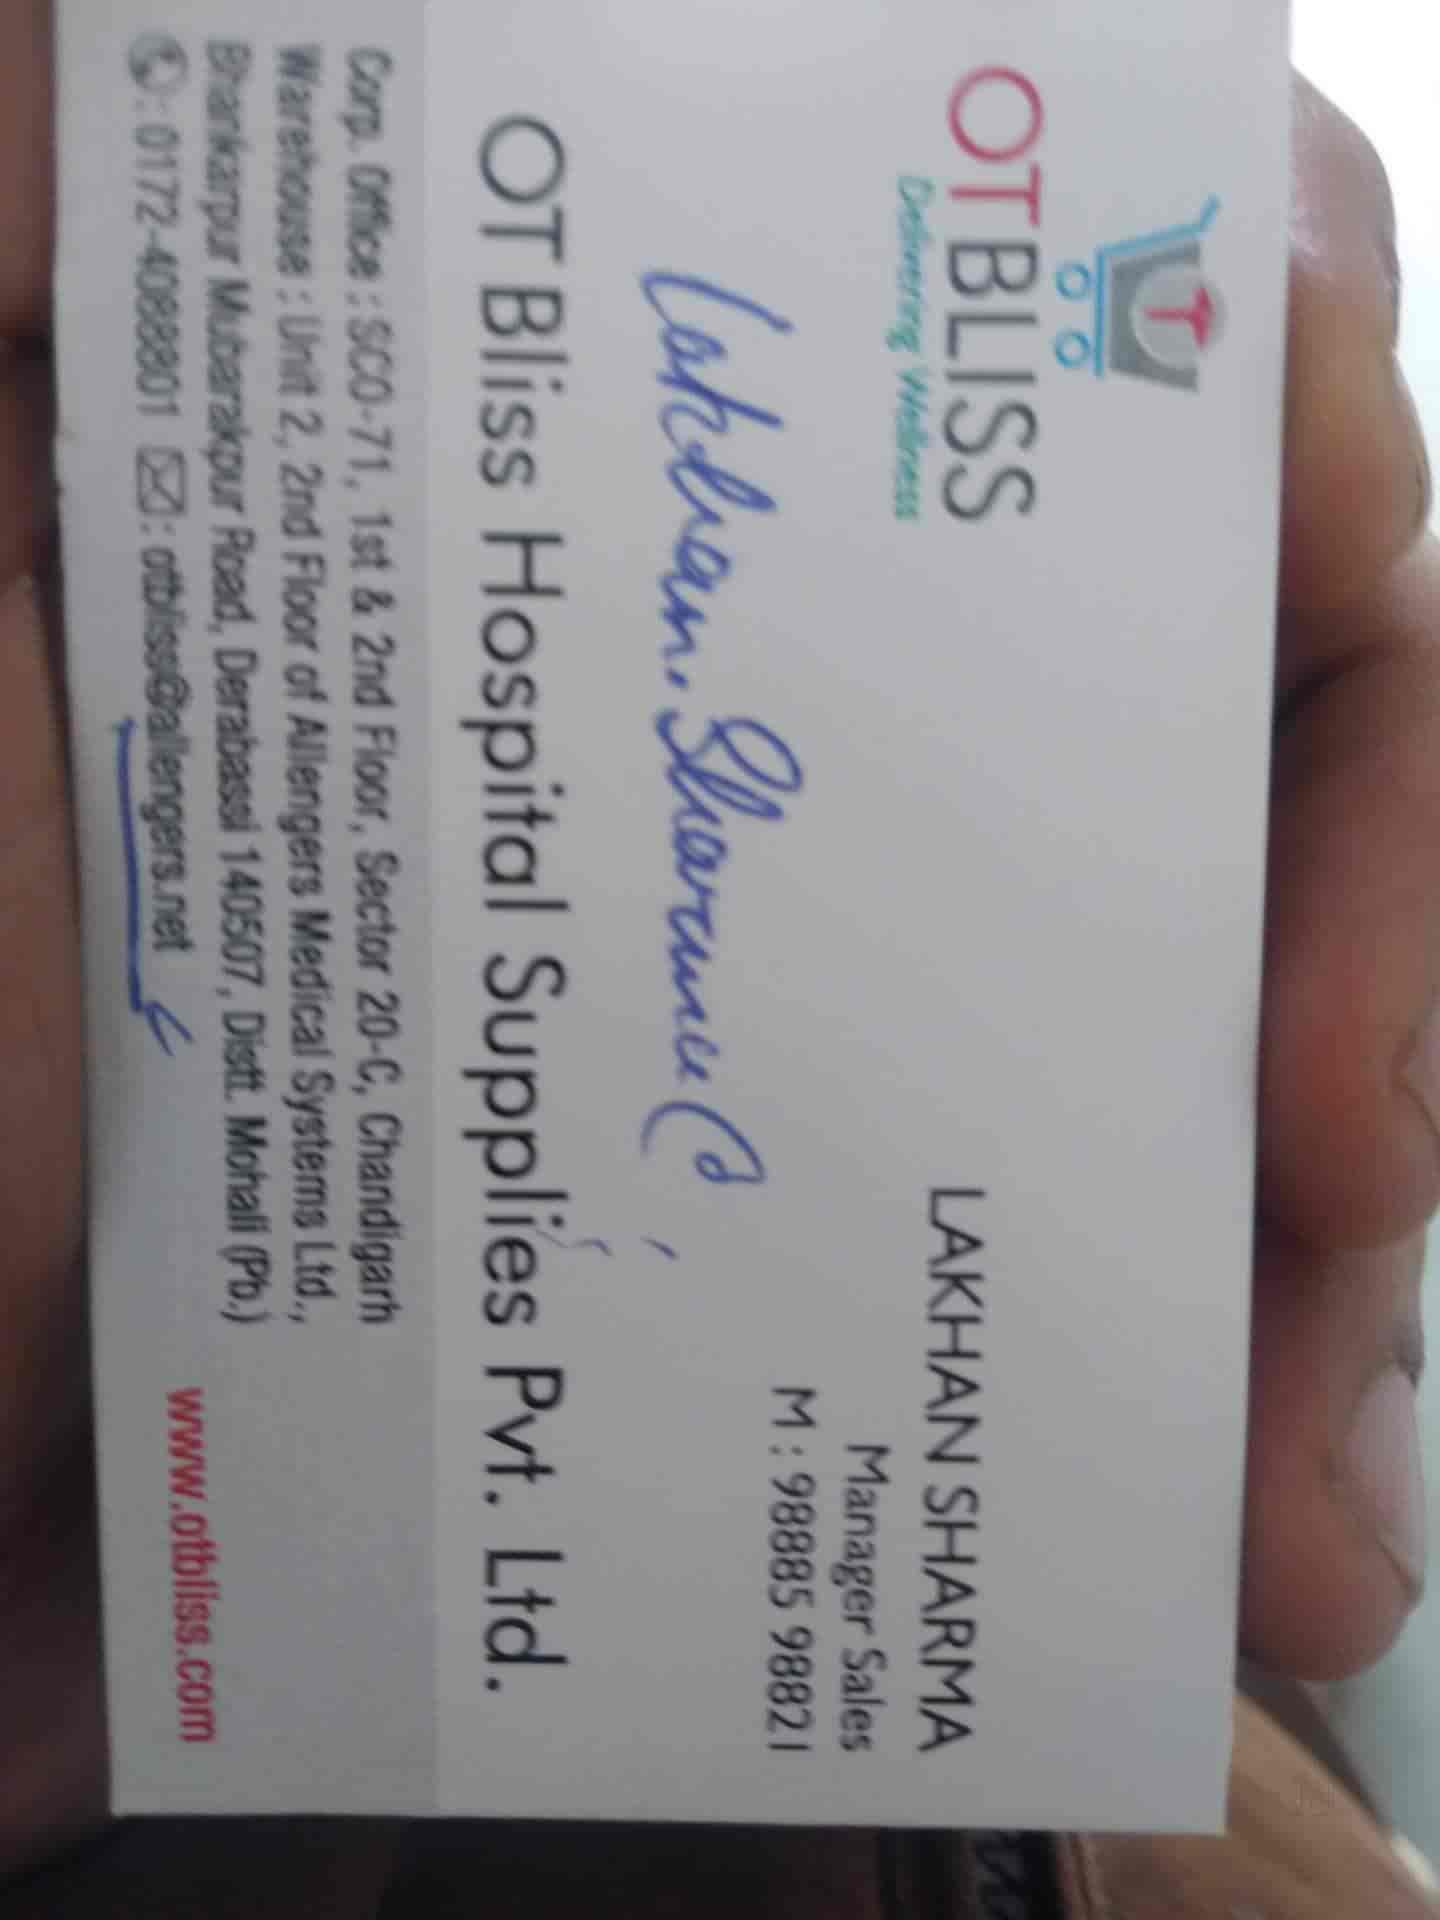 OT BLISS
Delivering Wellness
LAKHAN SHARMA
Manager Sales
M : 98885 98821
Lakhan. Sharma
OT Bliss Hospital Supplies Pvt. Ltd.
Corp. Office : SCO-71, 1st & 2nd Floor, Sector 20-C, Chandigarh
Warehouse : Unit 2, 2nd Floor of Allengers Medical Systems Ltd.,
Bhankarpur Mubarakpur Road, Derabassi 140507, Distt. Mohali (Pb.)
: 0172-4088801 : otbliss@allengers.net
www.otbliss.com